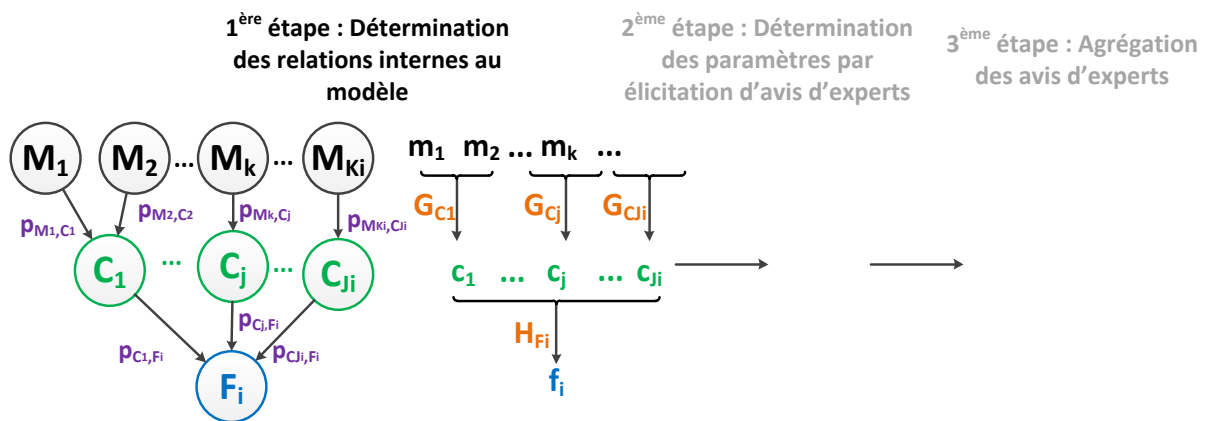 1ère étape : Détermination
des relations internes au
modèle
2ème étape : Détermination
des paramètres par
élicitation d’avis d’experts
3ème étape : Agrégation
des avis d’experts
M1 M2 ... Mk ... MKi
m1 m2 ... mk ...
pM1,C1 pM2,C2 pMk,Cj pMKi,CJi
GC1 GCj GCJi
C1 ... Cj ... CJi
c1 ... cj ... cJi
pC1,Fi pCj,Fi pCJi,Fi
HFi
Fi
fi